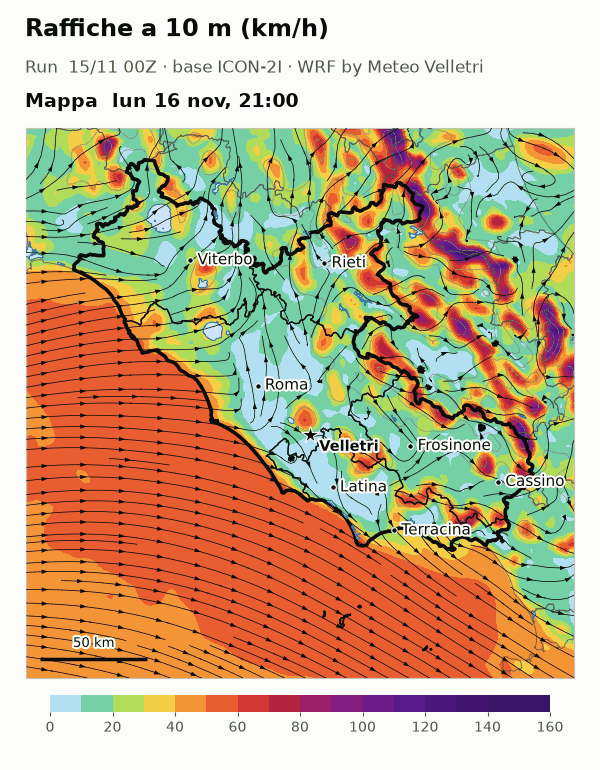 Raffiche a 10 m (km/h)
Run  15/11 00Z · base ICON-2I · WRF by Meteo Velletri
Mappa  lun 16 nov, 21:00
Viterbo
Rieti
Roma
Velletri
Frosinone
Cassino
Latina
Terracina
50 km
0 20 40 60 80 100 120 140 160